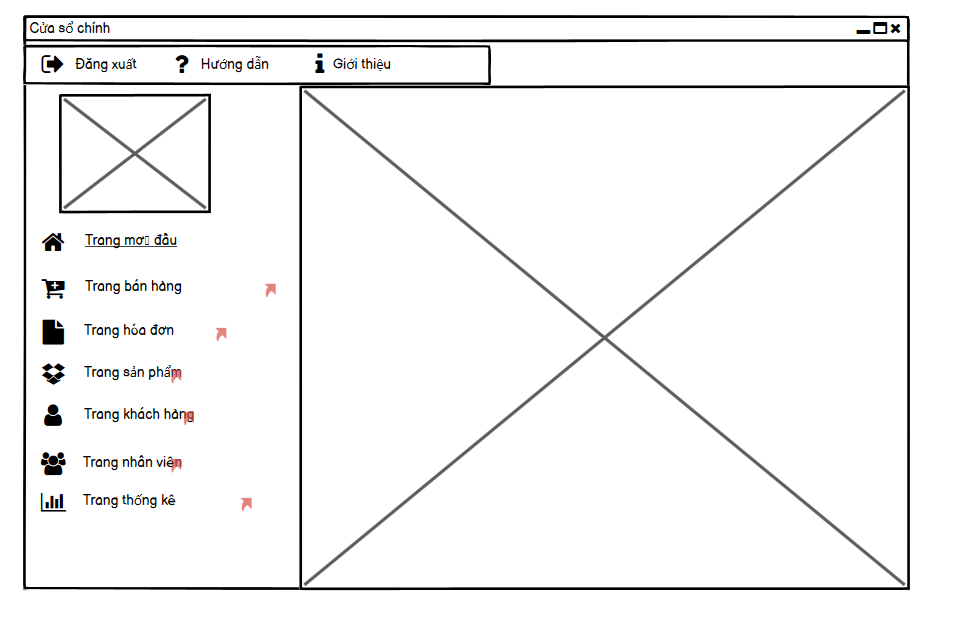 Cửa sổ chính
Đăng xuất
Hướng dẫn
Giới thiệu
Trang mở đầu
Trang bán hàng
Trang hóa đơn
Trang sản phẩm
Trang khách hàng
Trang nhân viên
Trang thống kê